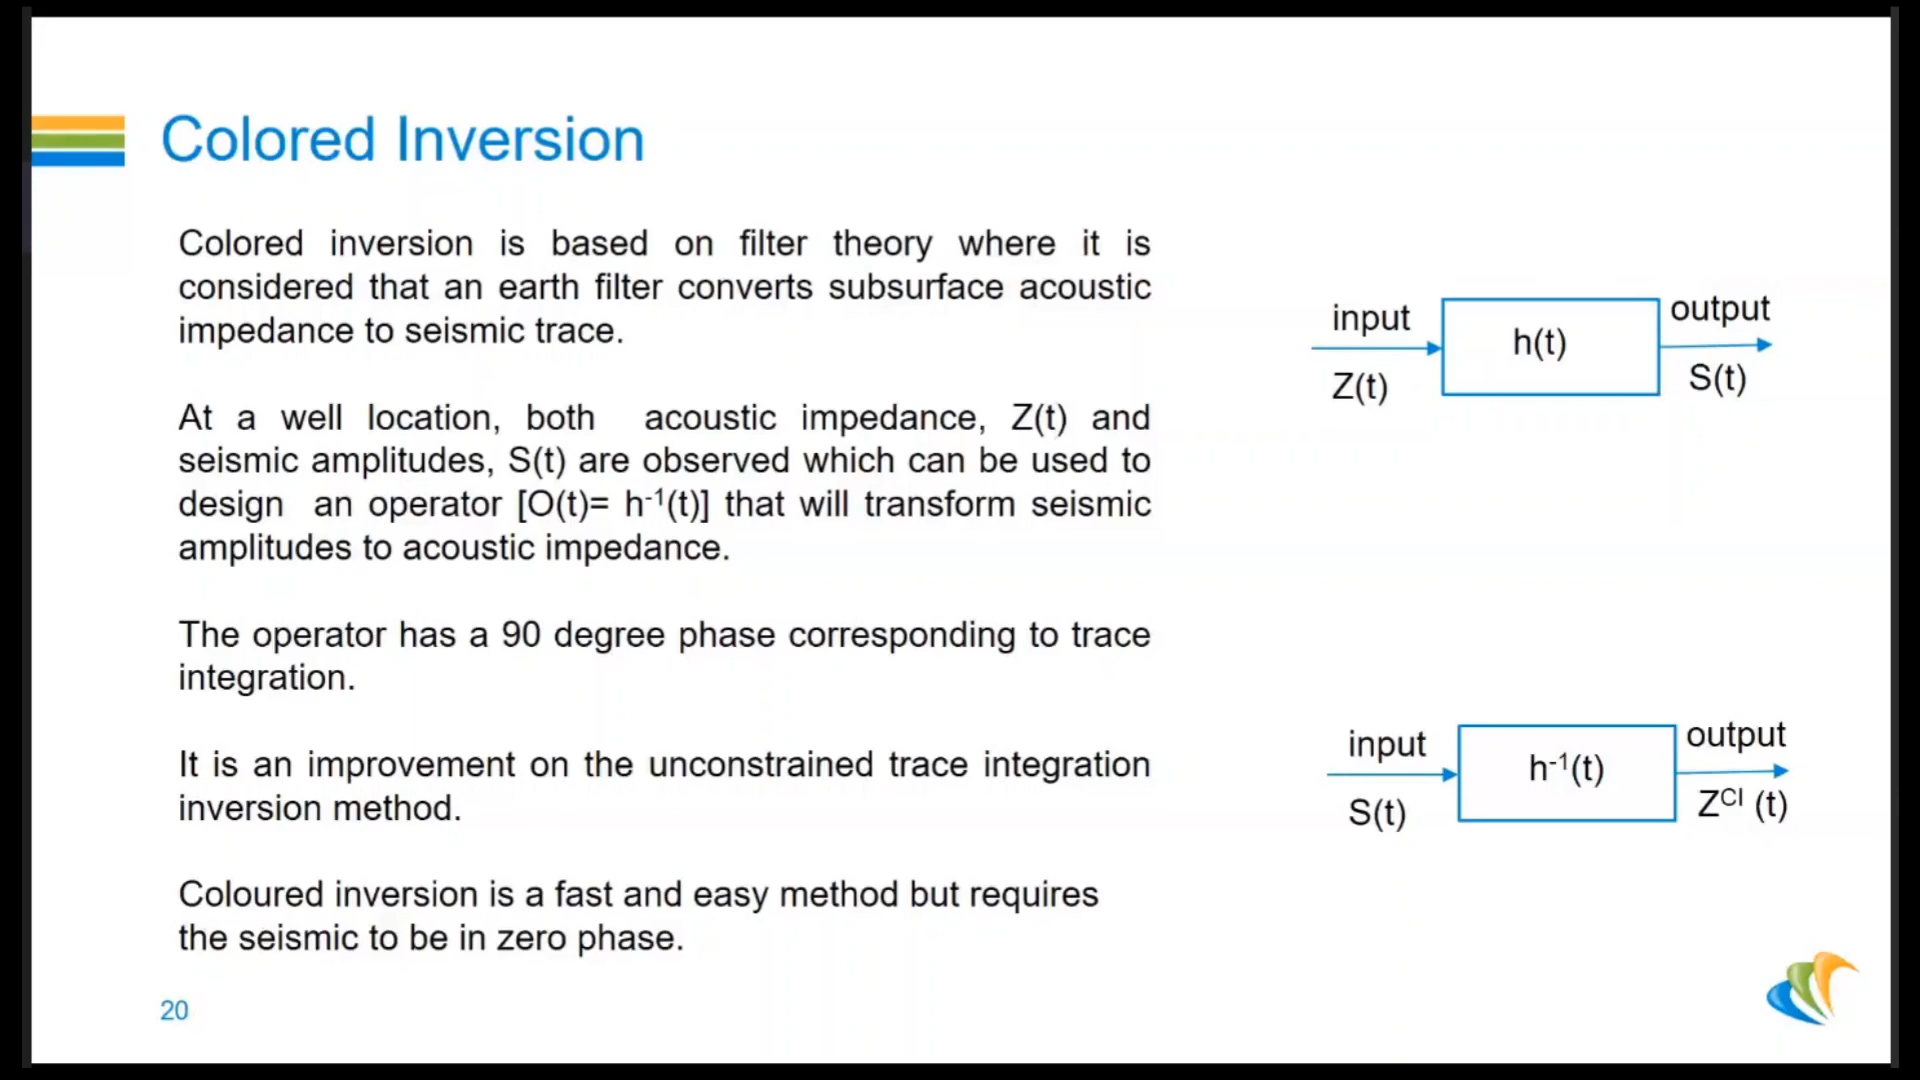 Colored Inversion
Colored inversion is based on filter theory where it is
considered that an earth filter converts subsurface acoustic
impedance to seismic trace.
At a well location, both acoustic impedance, Z(t) and
seismic amplitudes, S(t) are observed which can be used to
design an operator [O(t)= h⁻¹(t)] that will transform seismic
amplitudes to acoustic impedance.
The operator has a 90 degree phase corresponding to trace
integration.
It is an improvement on the unconstrained trace integration
inversion method.
Coloured inversion is a fast and easy method but requires
the seismic to be in zero phase.
input
Z(t)
h(t)
output
S(t)
input
S(t)
h⁻¹(t)
output
Zᶜᴵ (t)
20